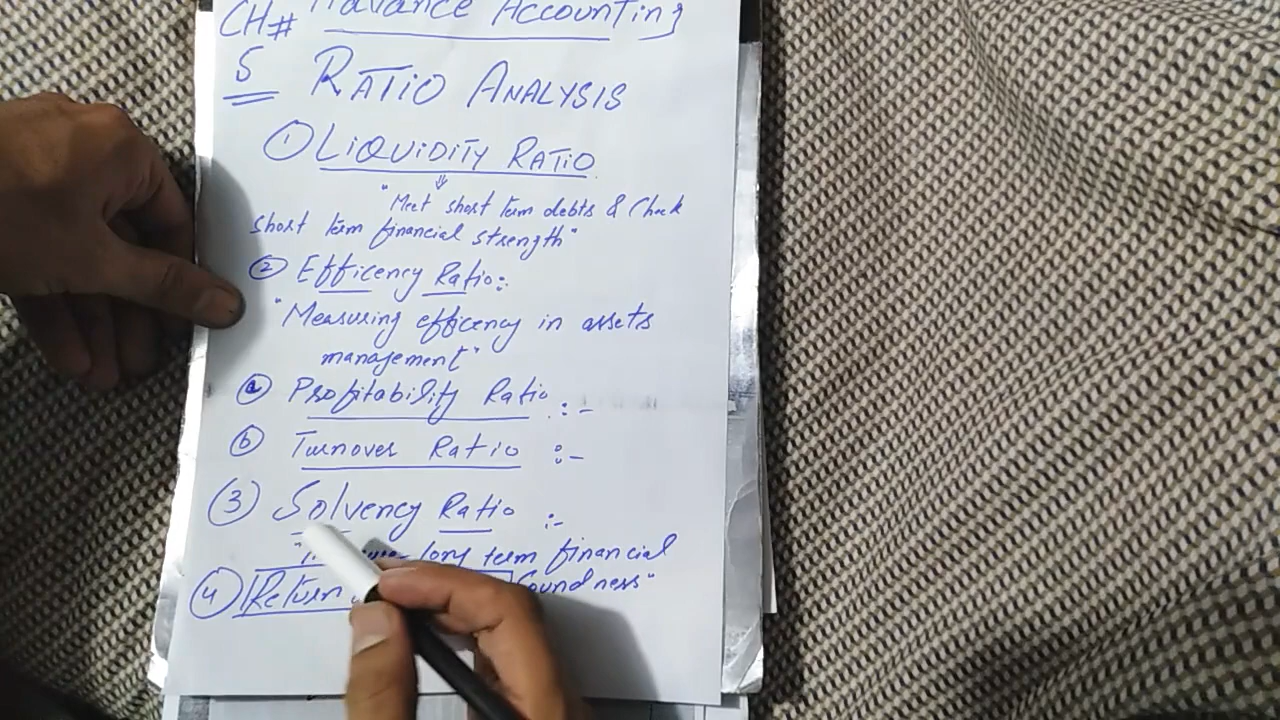 CH# Advance Accounting
5 RATIO ANALYSIS
① LIQUIDITY RATIO
"Meet short term debts & Check
short term financial strength"
② Efficency Ratio:
"Measuring efficency in assets
management"
ⓐ Profitability Ratio :-
ⓑ Turnover Ratio :-
③ Solvency Ratio :-
long term financial
④ Return soundness"